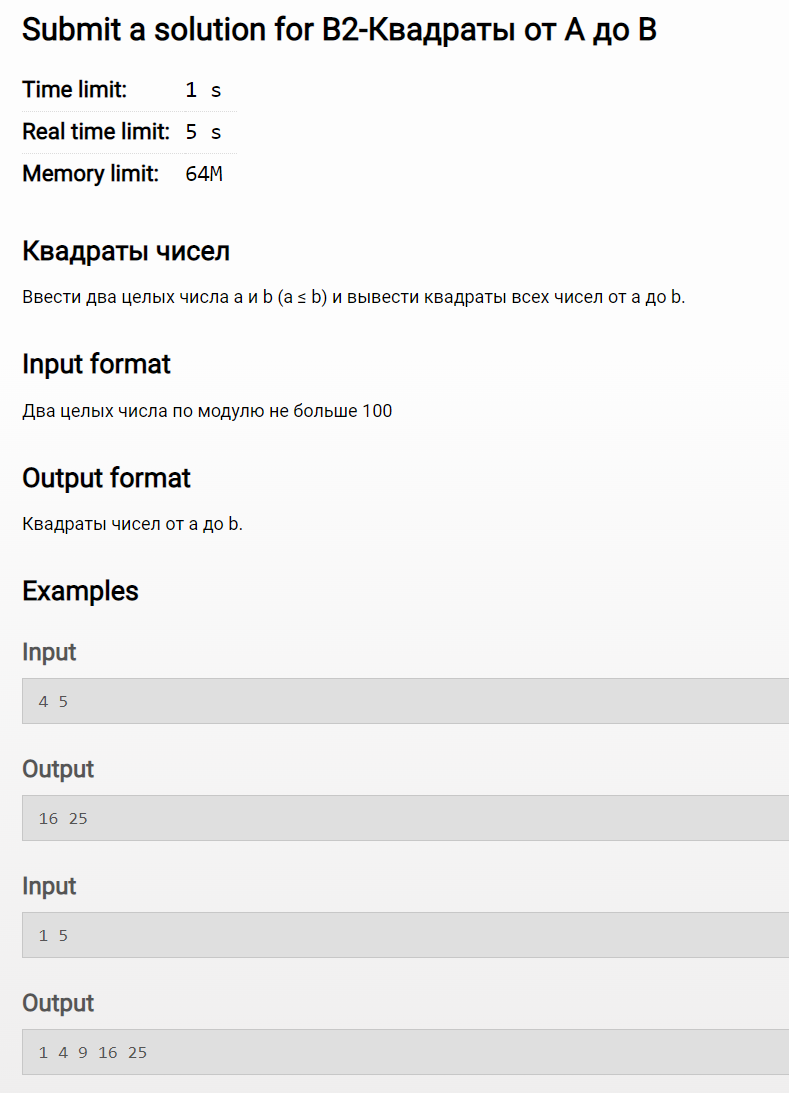 Submit a solution for B2-Квадраты от А до В
Time limit: 1 s
Real time limit: 5 s
Memory limit: 64M
Квадраты чисел
Ввести два целых числа a и b (a ≤ b) и вывести квадраты всех чисел от a до b.
Input format
Два целых числа по модулю не больше 100
Output format
Квадраты чисел от a до b.
Examples
Input
4 5
Output
16 25
Input
1 5
Output
1 4 9 16 25